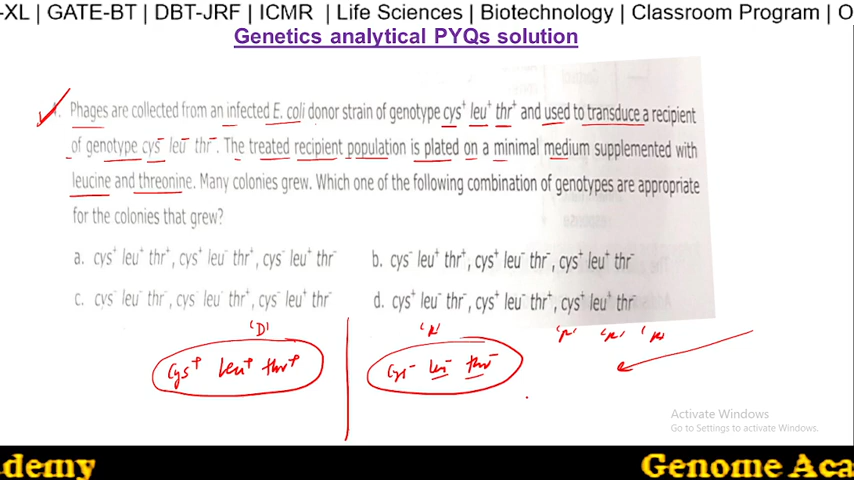 -XL | GATE-BT | DBT-JRF | ICMR | Life Sciences | Biotechnology | Classroom Program | O
Genetics analytical PYQs solution
Phages are collected from an infected E. coli donor strain of genotype cys⁺ leu⁺ thr⁺ and used to transduce a recipient
of genotype cys⁻ leu⁻ thr⁻. The treated recipient population is plated on a minimal medium supplemented with
leucine and threonine. Many colonies grew. Which one of the following combination of genotypes are appropriate
for the colonies that grew?
a. cys⁺ leu⁺ thr⁺, cys⁺ leu⁻ thr⁺, cys⁻ leu⁺ thr⁻ b. cys⁻ leu⁺ thr⁺, cys⁺ leu⁻ thr⁻, cys⁺ leu⁺ thr⁻
c. cys⁻ leu⁻ thr⁻, cys⁻ leu⁻ thr⁺, cys⁻ leu⁺ thr⁻ d. cys⁺ leu⁻ thr⁻, cys⁺ leu⁻ thr⁺, cys⁺ leu⁺ thr⁻
'D' 'R'
cys⁺ leu⁺ thr⁺ cys⁻ leu⁻ thr⁻
Activate Windows
Go to Settings to activate Windows.
demy Genome Aca